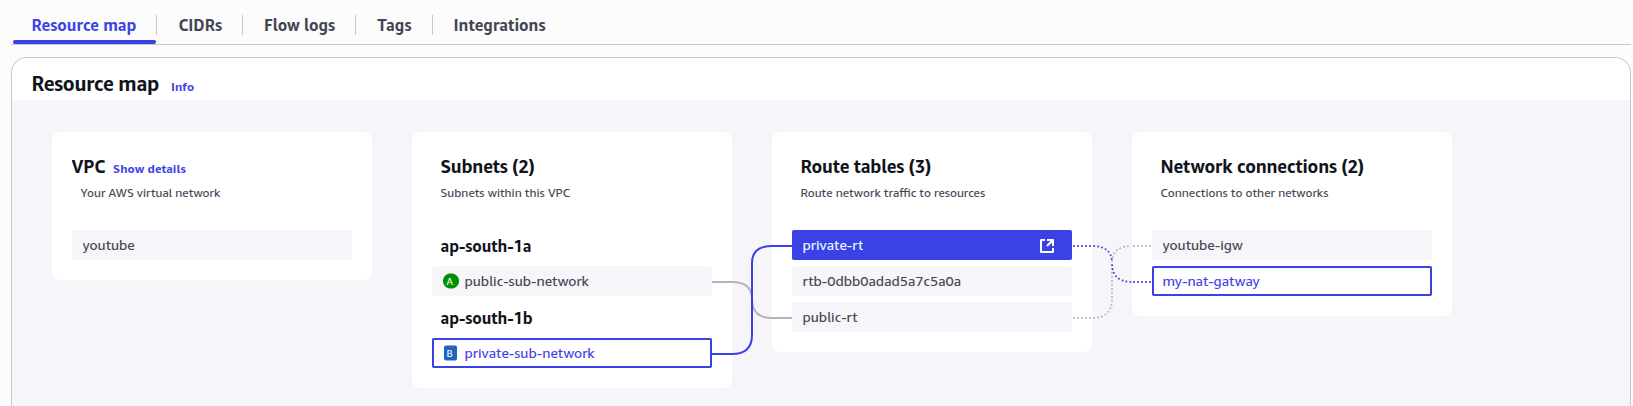 Resource map
CIDRs
Flow logs
Tags
Integrations
Resource map Info
VPC Show details
Your AWS virtual network
youtube
Subnets (2)
Subnets within this VPC
ap-south-1a
A public-sub-network
ap-south-1b
B private-sub-network
Route tables (3)
Route network traffic to resources
private-rt
rtb-0dbb0adad5a7c5a0a
public-rt
Network connections (2)
Connections to other networks
youtube-igw
my-nat-gatway